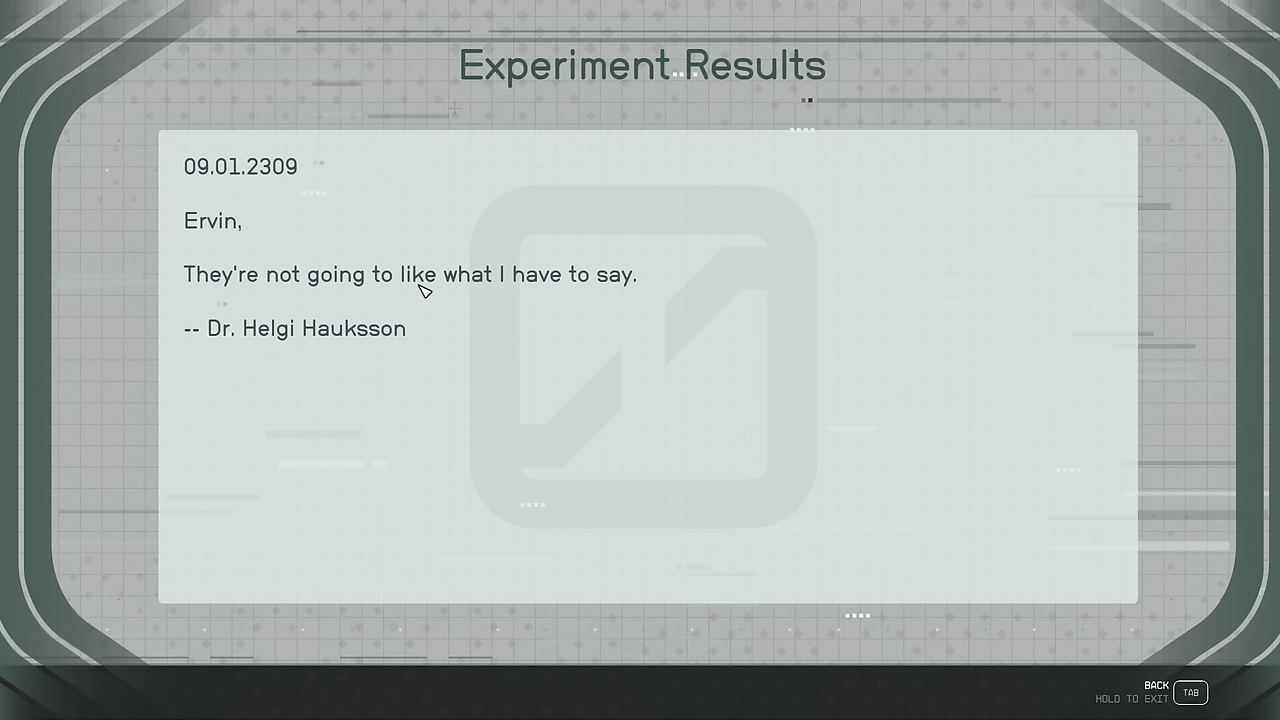 Experiment Results
09.01.2309
Ervin,
They're not going to like what I have to say.
-- Dr. Helgi Hauksson
BACK
HOLD TO EXIT
TAB